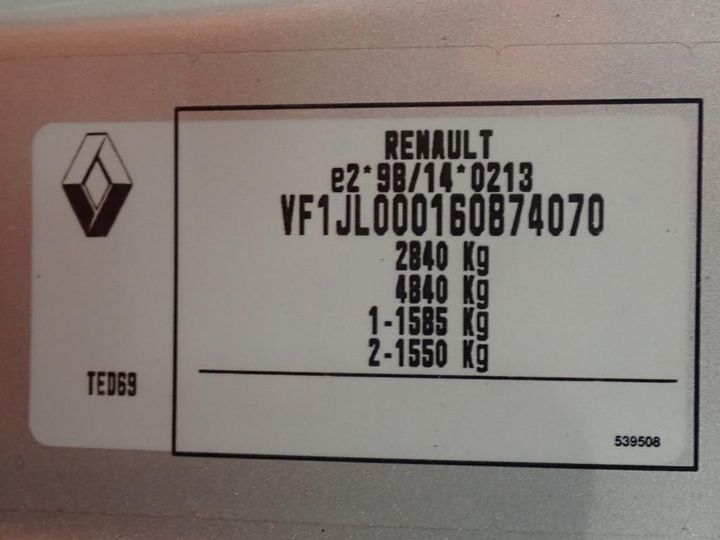 RENAULT
e2*98/14*0213
VF1JL000160874070
2840 Kg
4840 Kg
1-1585 Kg
2-1550 Kg
TED69
539508